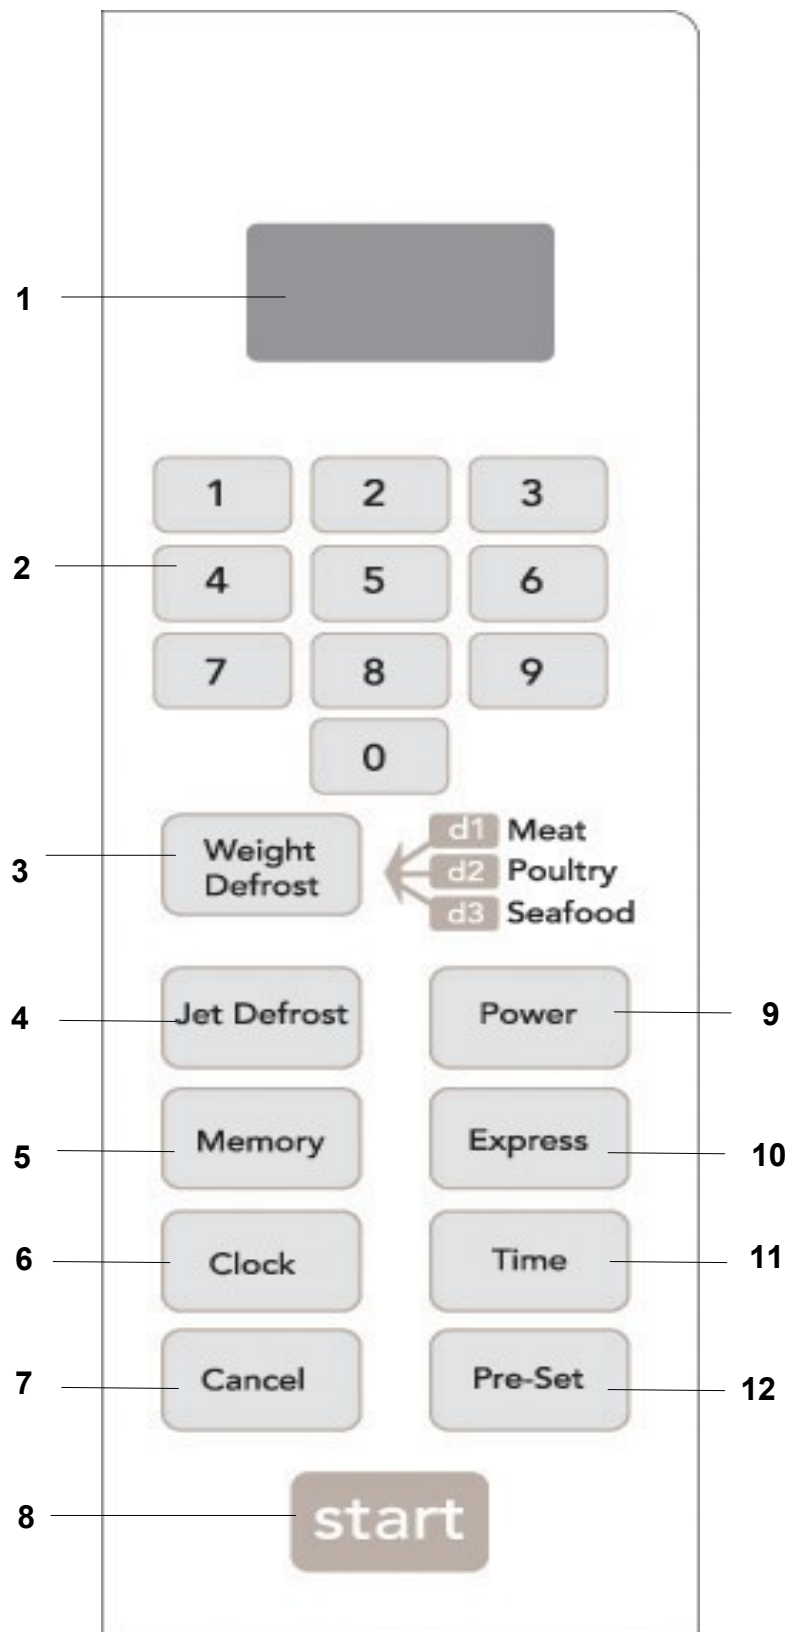 1
1 2 3
2
4 5 6
7 8 9
0
3
Weight
Defrost
d1 Meat
d2 Poultry
d3 Seafood
4 Jet Defrost Power 9
5 Memory Express 10
6 Clock Time 11
7 Cancel Pre-Set 12
8 start